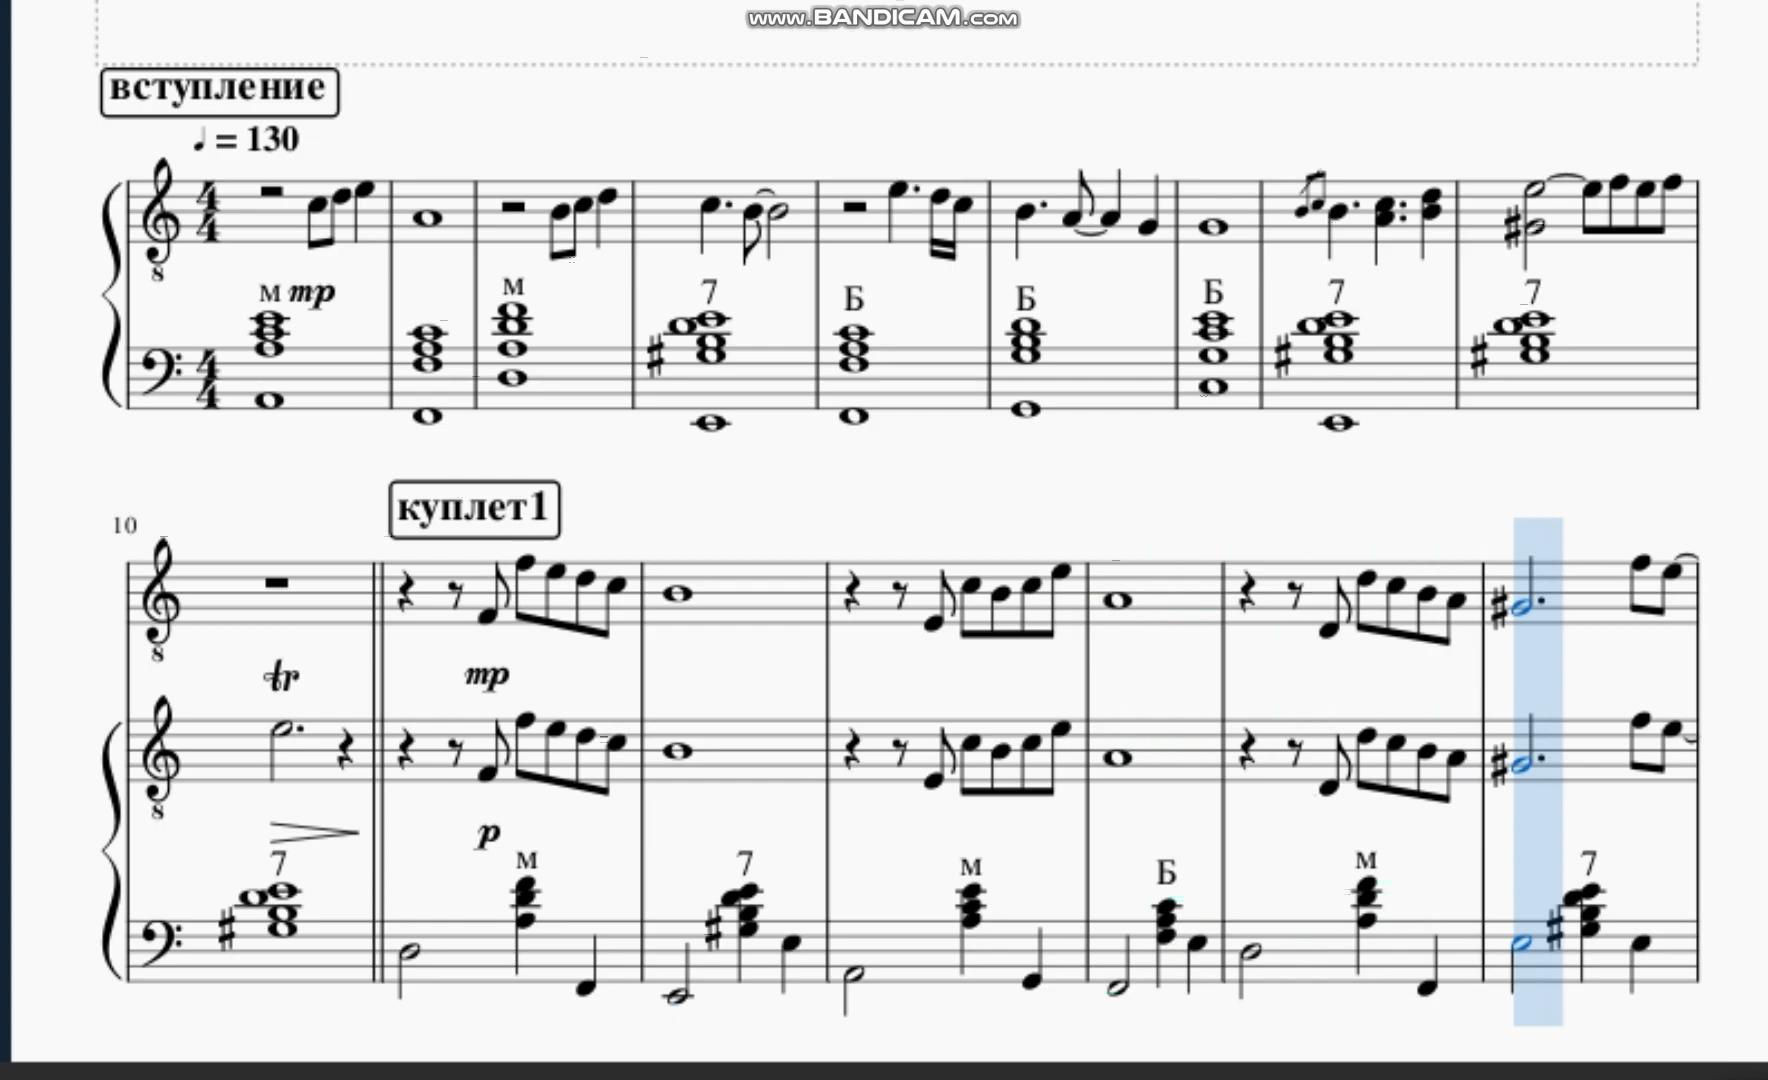 www.BANDICAM.com
вступление
♩ = 130
м mp м 7 Б Б Б 7 7
10
куплет1
tr mp
p
7 м 7 м Б м 7